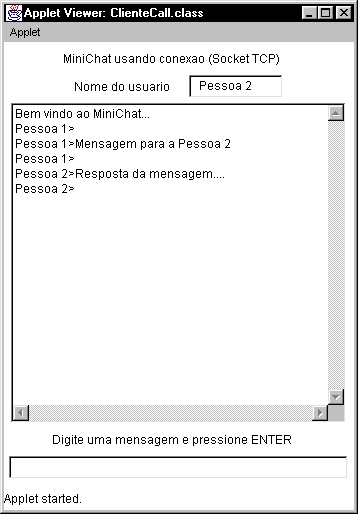 Applet Viewer: ClienteCall.class
Applet
MiniChat usando conexao (Socket TCP)
Nome do usuario Pessoa 2
Bem vindo ao MiniChat...
Pessoa 1>
Pessoa 1>Mensagem para a Pessoa 2
Pessoa 1>
Pessoa 2>Resposta da mensagem....
Pessoa 2>
Digite uma mensagem e pressione ENTER
Applet started.